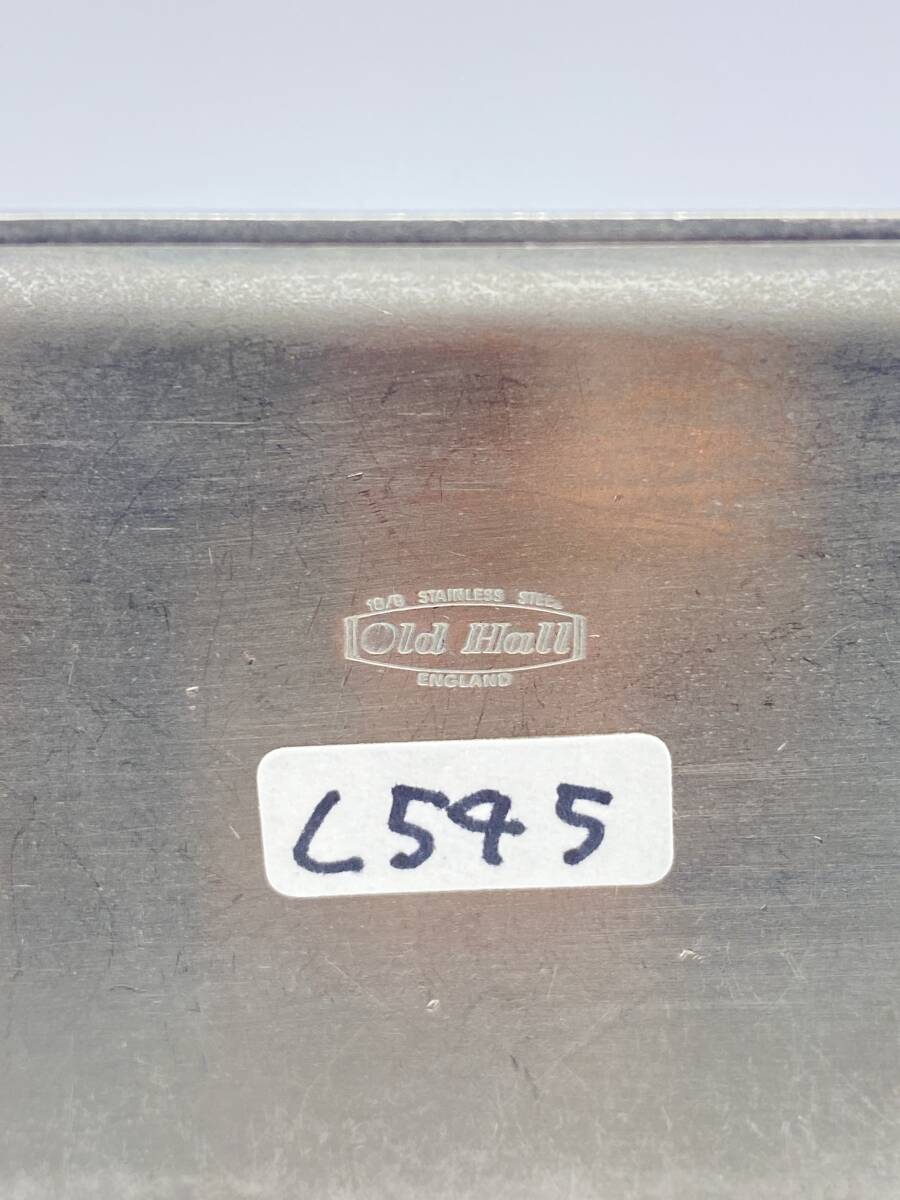 18/8 STAINLESS STEEL
Old Hall
ENGLAND
L545